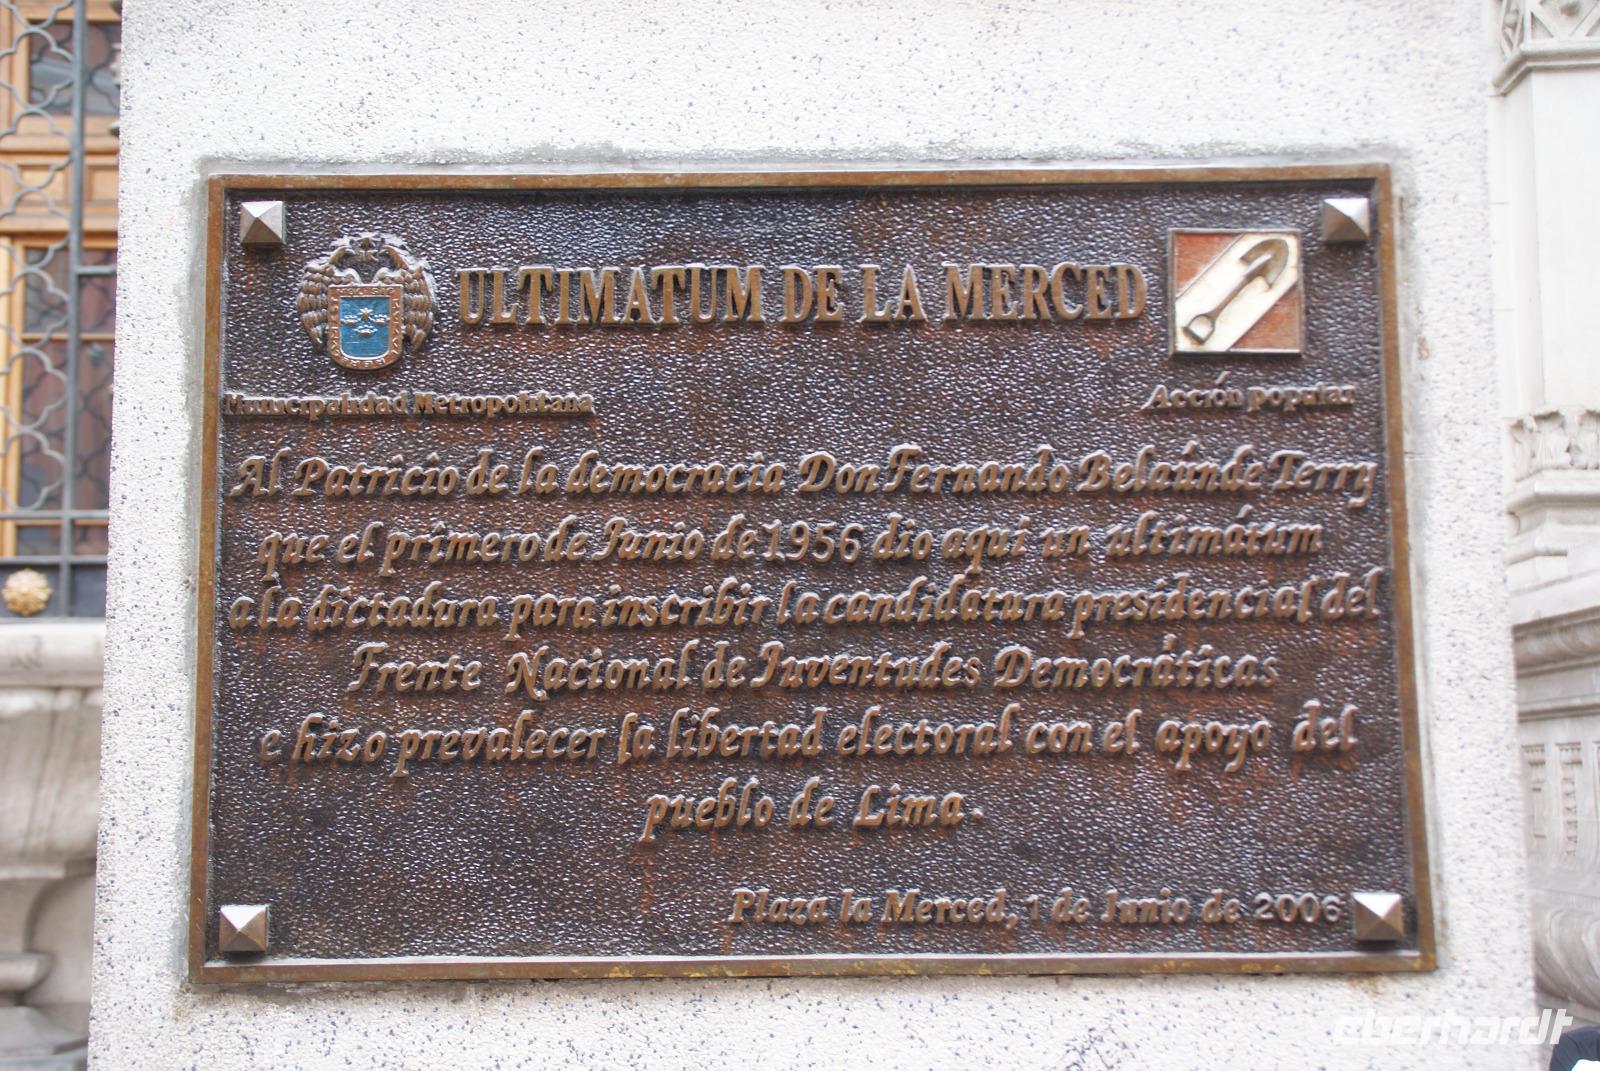 ULTIMATUM DE LA MERCED
Municipalidad Metropolitana
Acción popular
Al Patricio de la democracia Don Fernando Belaúnde Terry
que el primero de Junio de 1956 dio aquí un ultimátum
a la dictadura para inscribir la candidatura presidencial del
Frente Nacional de Juventudes Democráticas
e hizo prevalecer la libertad electoral con el apoyo del
pueblo de Lima.
Plaza la Merced, 1 de Junio de 2006
eberhardt